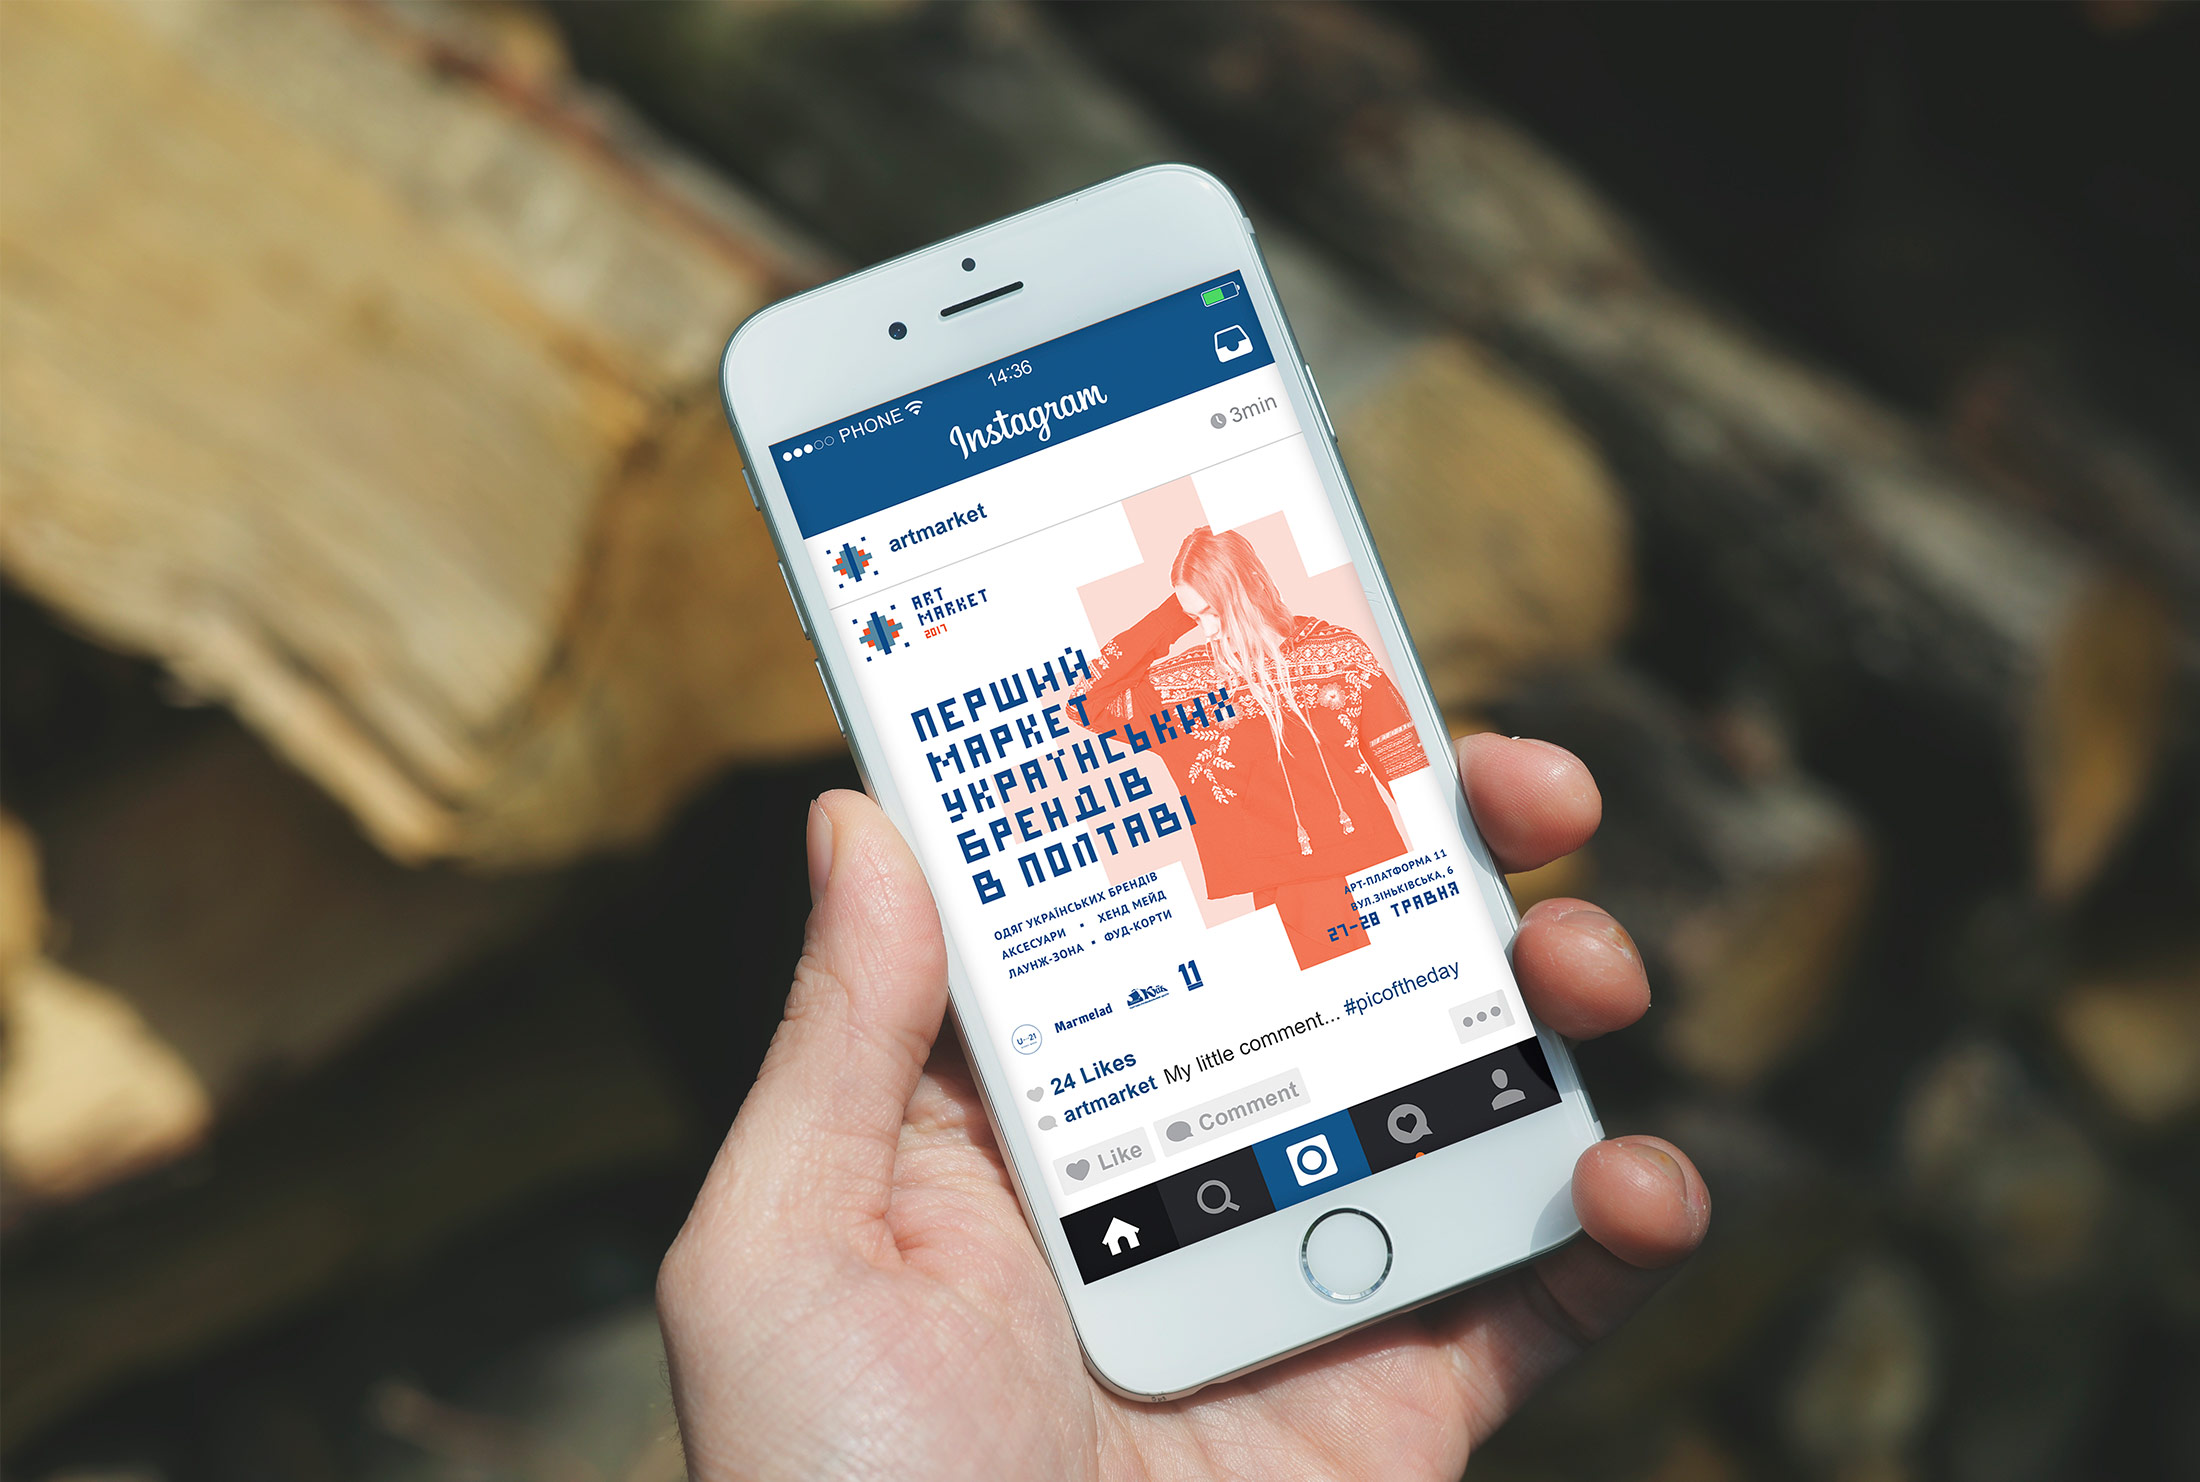 PHONE
14:36
Instagram
artmarket
3min
ART
MARKET
2017
ПЕРШИЙ
МАРКЕТ
УКРАЇНСЬКИХ
БРЕНДІВ
В ПОЛТАВІ
ОДЯГ УКРАЇНСЬКИХ БРЕНДІВ
АКСЕСУАРИ • ХЕНД МЕЙД
ЛАУНЖ-ЗОНА • ФУД-КОРТИ
АРТ-ПЛАТФОРМА 11
ВУЛ.ЗІНЬКІВСЬКА, 6
27-28 ТРАВНЯ
U 21
Marmelad
11
24 Likes
artmarket My little comment... #picoftheday
Like
Comment